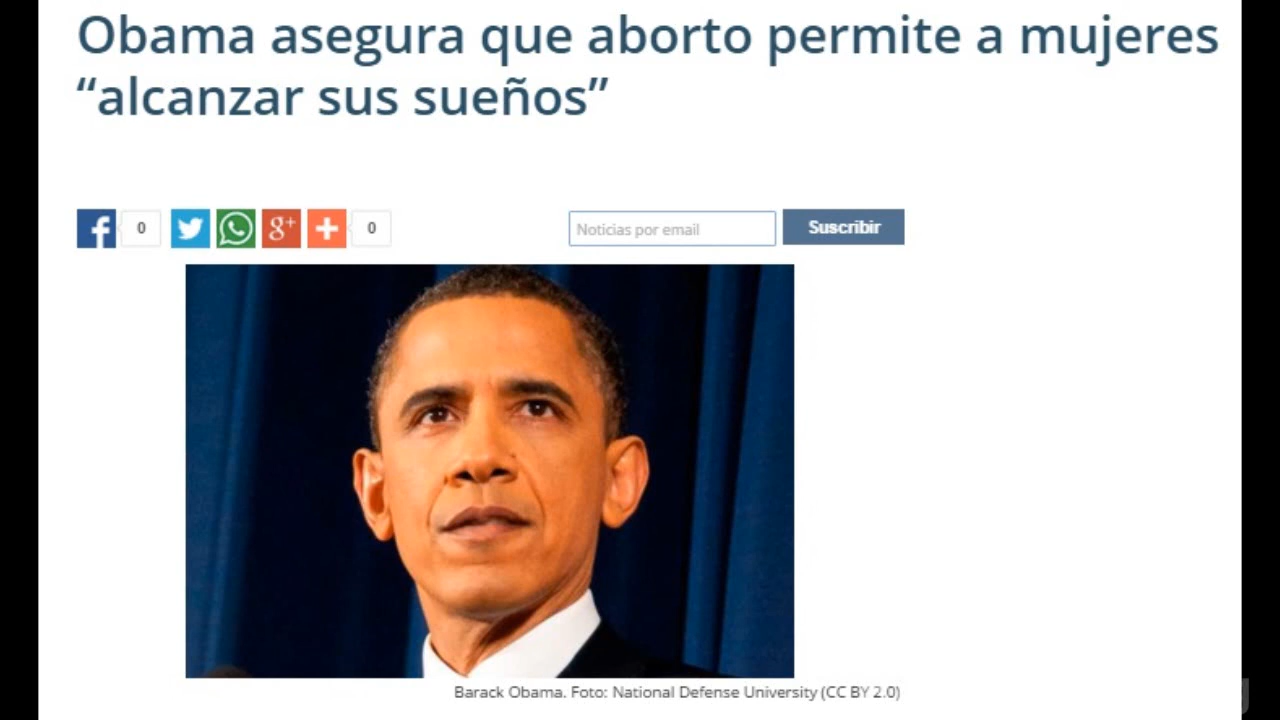 Obama asegura que aborto permite a mujeres
“alcanzar sus sueños”
0
g+
0
Noticias por email
Suscribir
Barack Obama. Foto: National Defense University (CC BY 2.0)